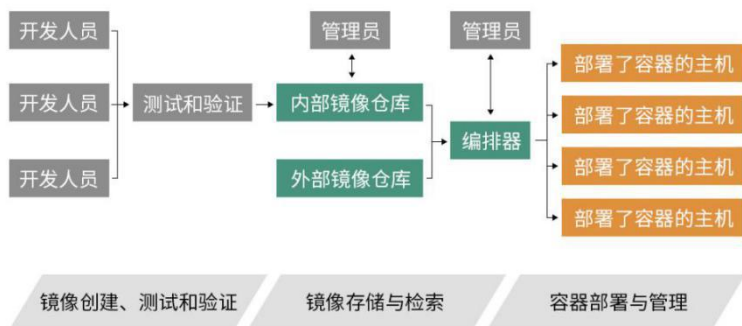 开发人员
管理员
管理员
部署了容器的主机
开发人员
测试和验证
内部镜像仓库
部署了容器的主机
编排器
开发人员
外部镜像仓库
部署了容器的主机
部署了容器的主机
镜像创建、测试和验证
镜像存储与检索
容器部署与管理